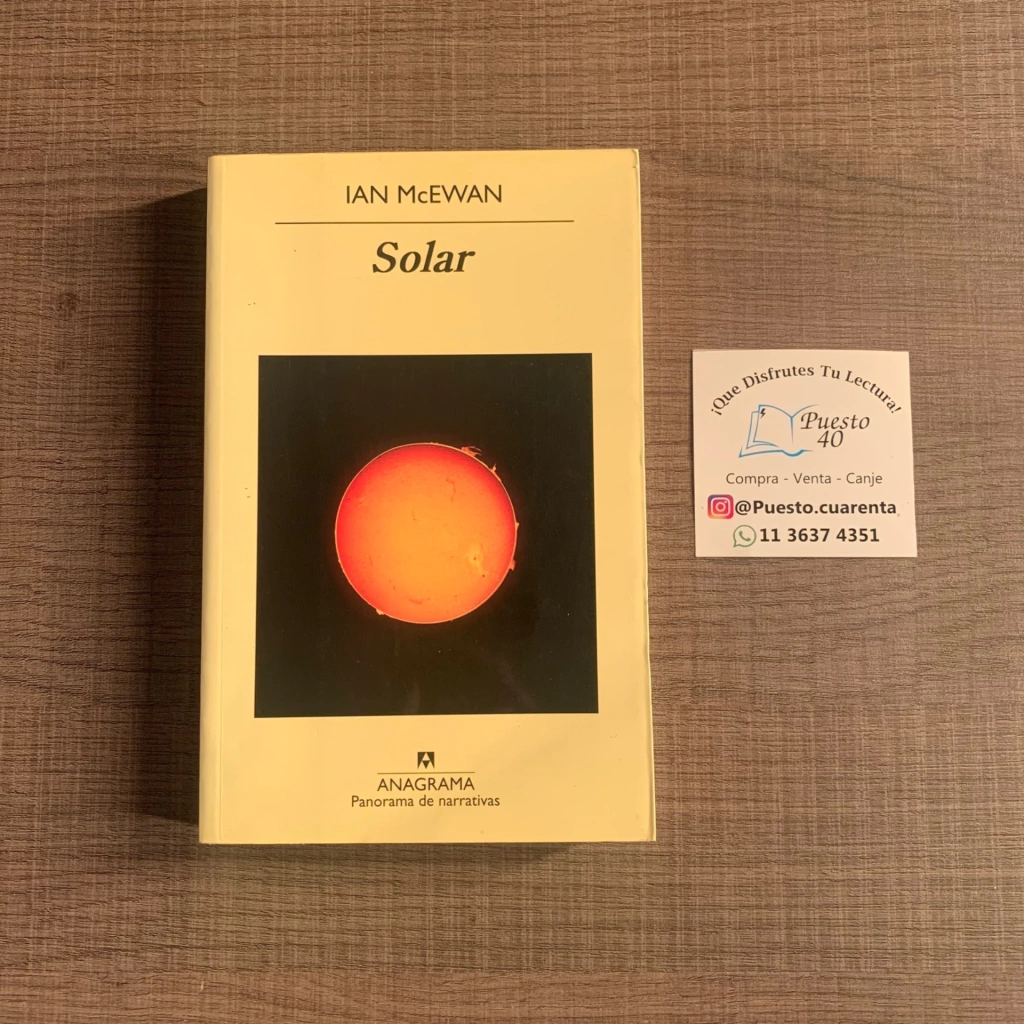 IAN McEWAN
Solar
ANAGRAMA
Panorama de narrativas
¡Que Disfrutes Tu Lectura!
Puesto
40
Compra - Venta - Canje
@Puesto.cuarenta
11 3637 4351